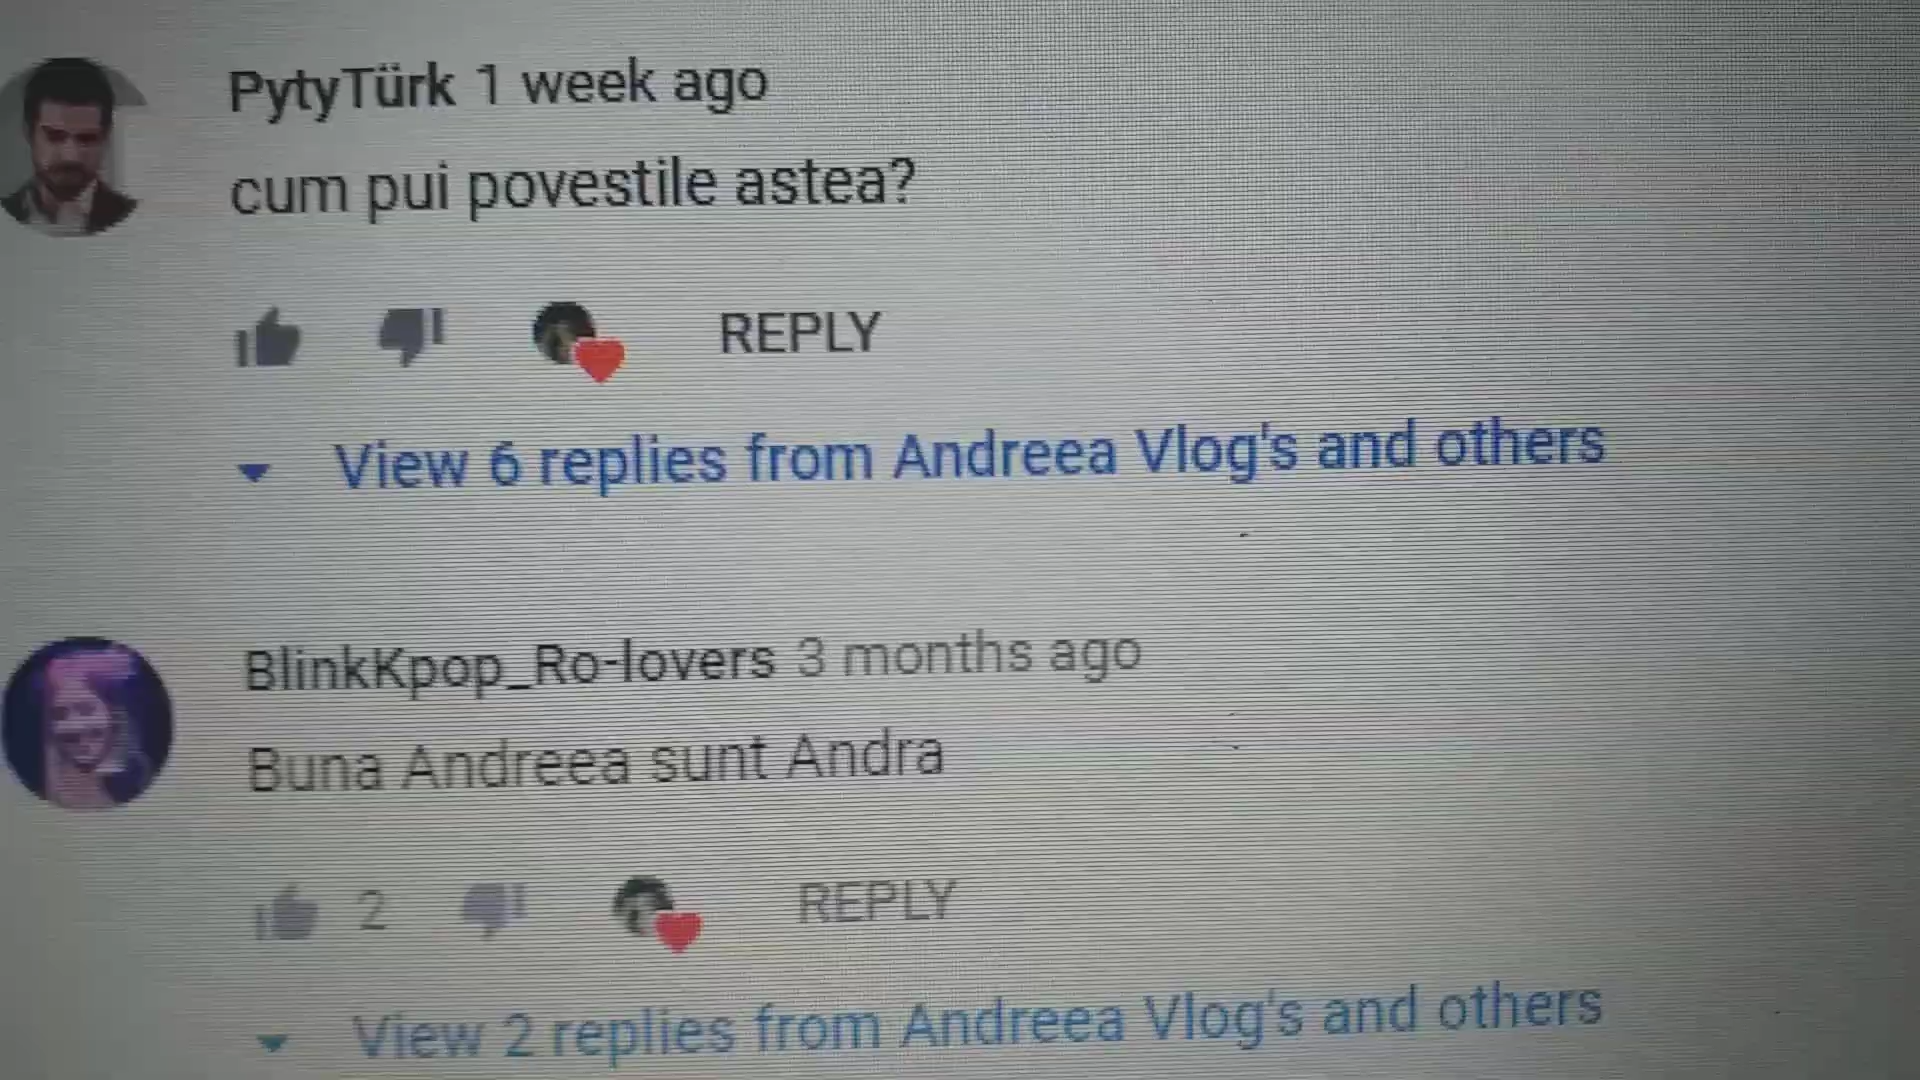 PytyTürk 1 week ago
cum pui povestile astea?
REPLY
View 6 replies from Andreea Vlog's and others
BlinkKpop_Ro-lovers 3 months ago
Buna Andreea sunt Andra
2 REPLY
View 2 replies from Andreea Vlog's and others